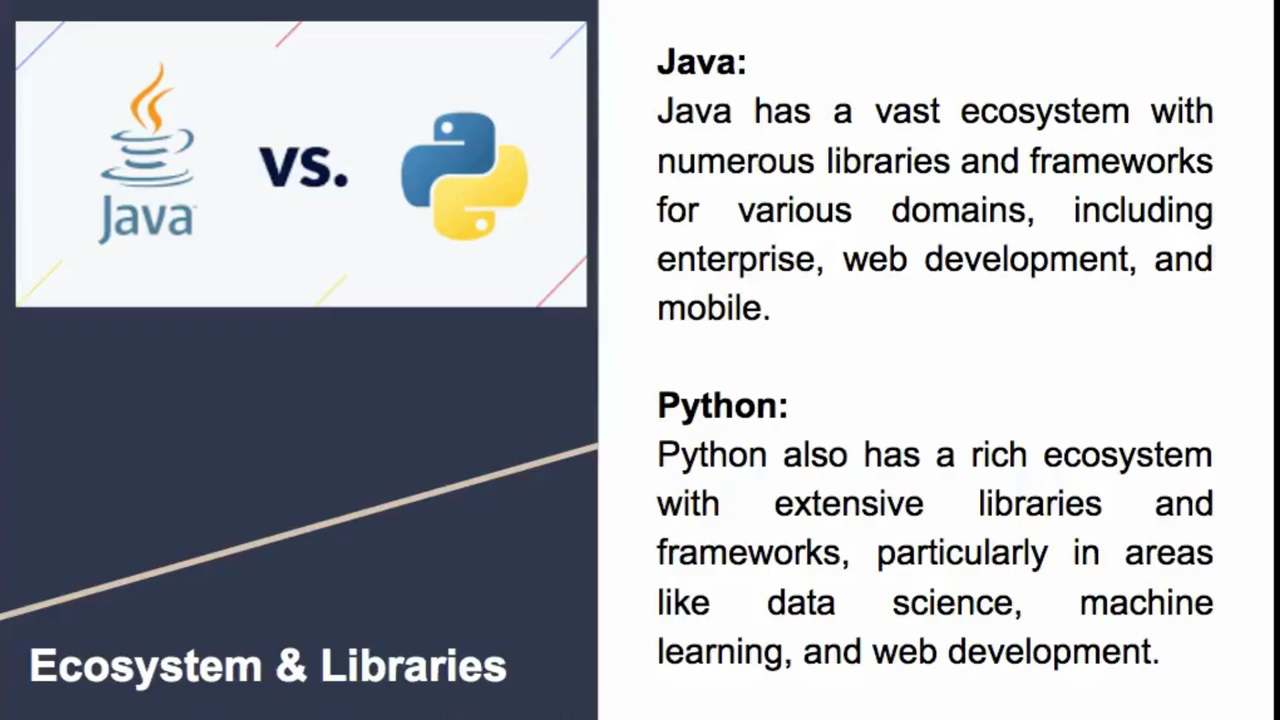 Java
vs.
Ecosystem & Libraries
Java:
Java has a vast ecosystem with
numerous libraries and frameworks
for various domains, including
enterprise, web development, and
mobile.
Python:
Python also has a rich ecosystem
with extensive libraries and
frameworks, particularly in areas
like data science, machine
learning, and web development.